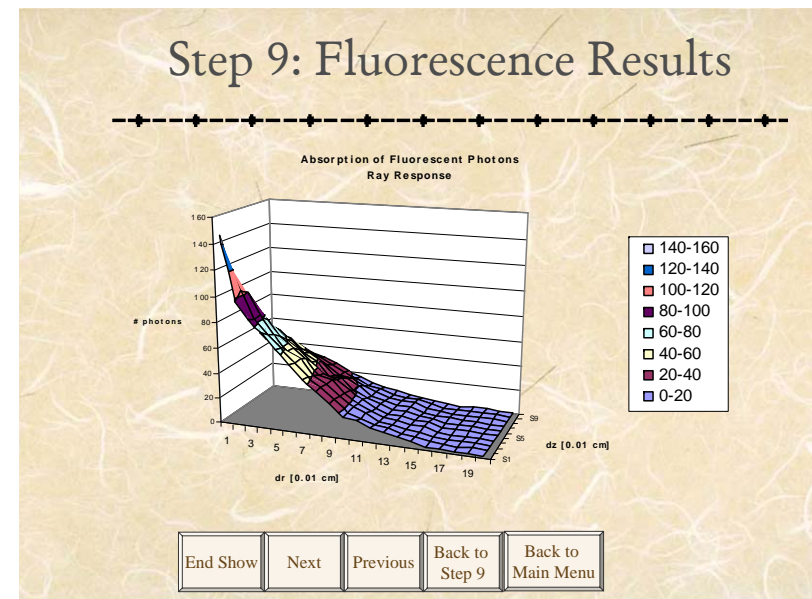 Step 9: Fluorescence Results
Absorption of Fluorescent Photons
Ray Response
160
140
120
100
80
60
40
20
0
# photons
1 3 5 7 9 11 13 15 17 19
dr [0.01 cm]
S9
S5
S1
dz [0.01 cm]
140-160
120-140
100-120
80-100
60-80
40-60
20-40
0-20
End Show
Next
Previous
Back to
Step 9
Back to
Main Menu